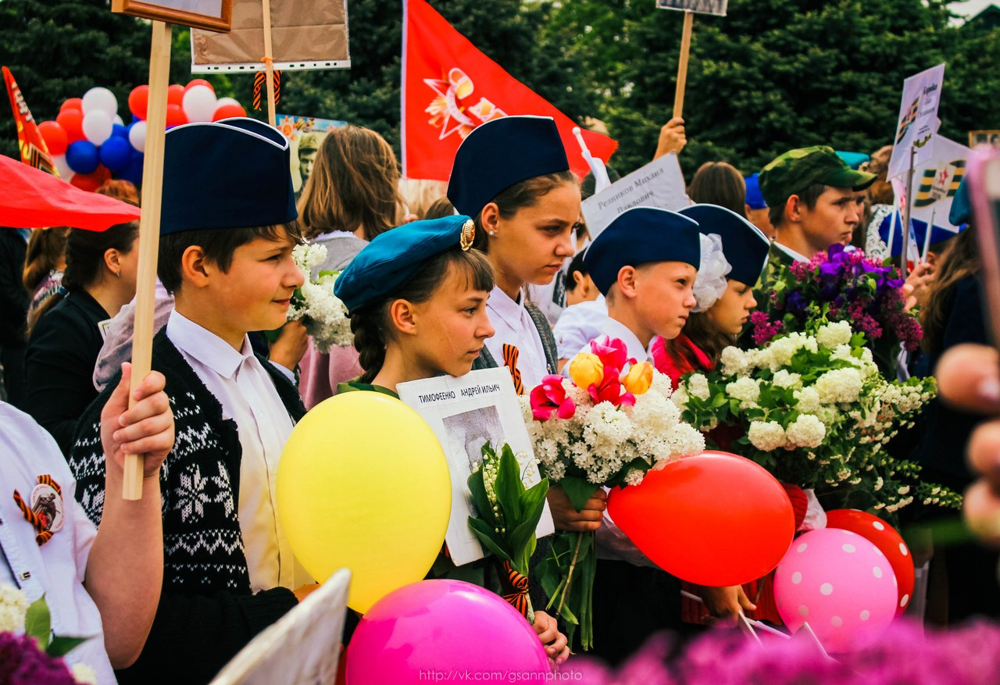 Резников Михаил
Павлович
ТИМОФЕЕНКО АНДРЕЙ ИЛЬИЧ
http://vk.com/gsannphoto